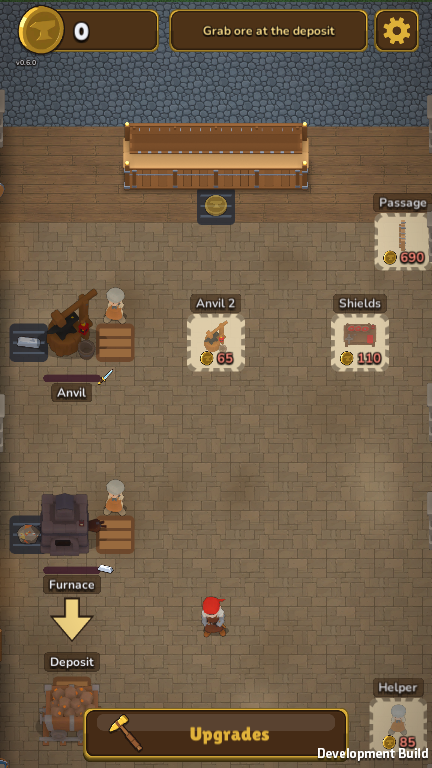 0
Grab ore at the deposit
v0.6.0
Passage
690
Anvil 2
Shields
65
110
Anvil
Furnace
Deposit
Helper
Upgrades
85
Development Build